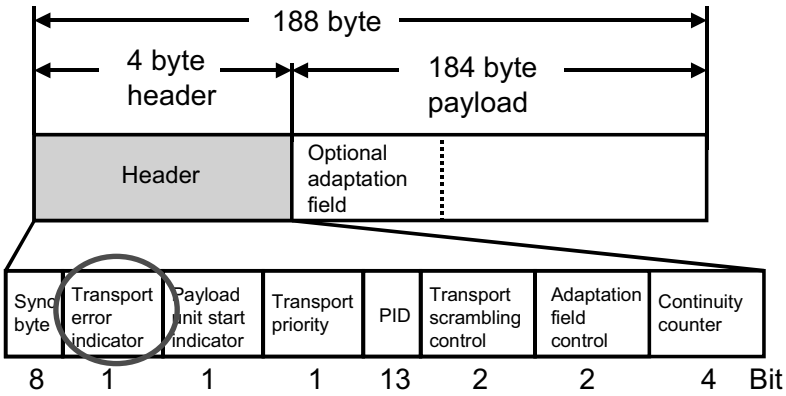 188 byte
4 byte
header
184 byte
payload
Header
Optional
adaptation
field
Sync
byte
Transport
error
indicator
Payload
unit start
indicator
Transport
priority
PID
Transport
scrambling
control
Adaptation
field
control
Continuity
counter
8 1 1 1 13 2 2 4 Bit